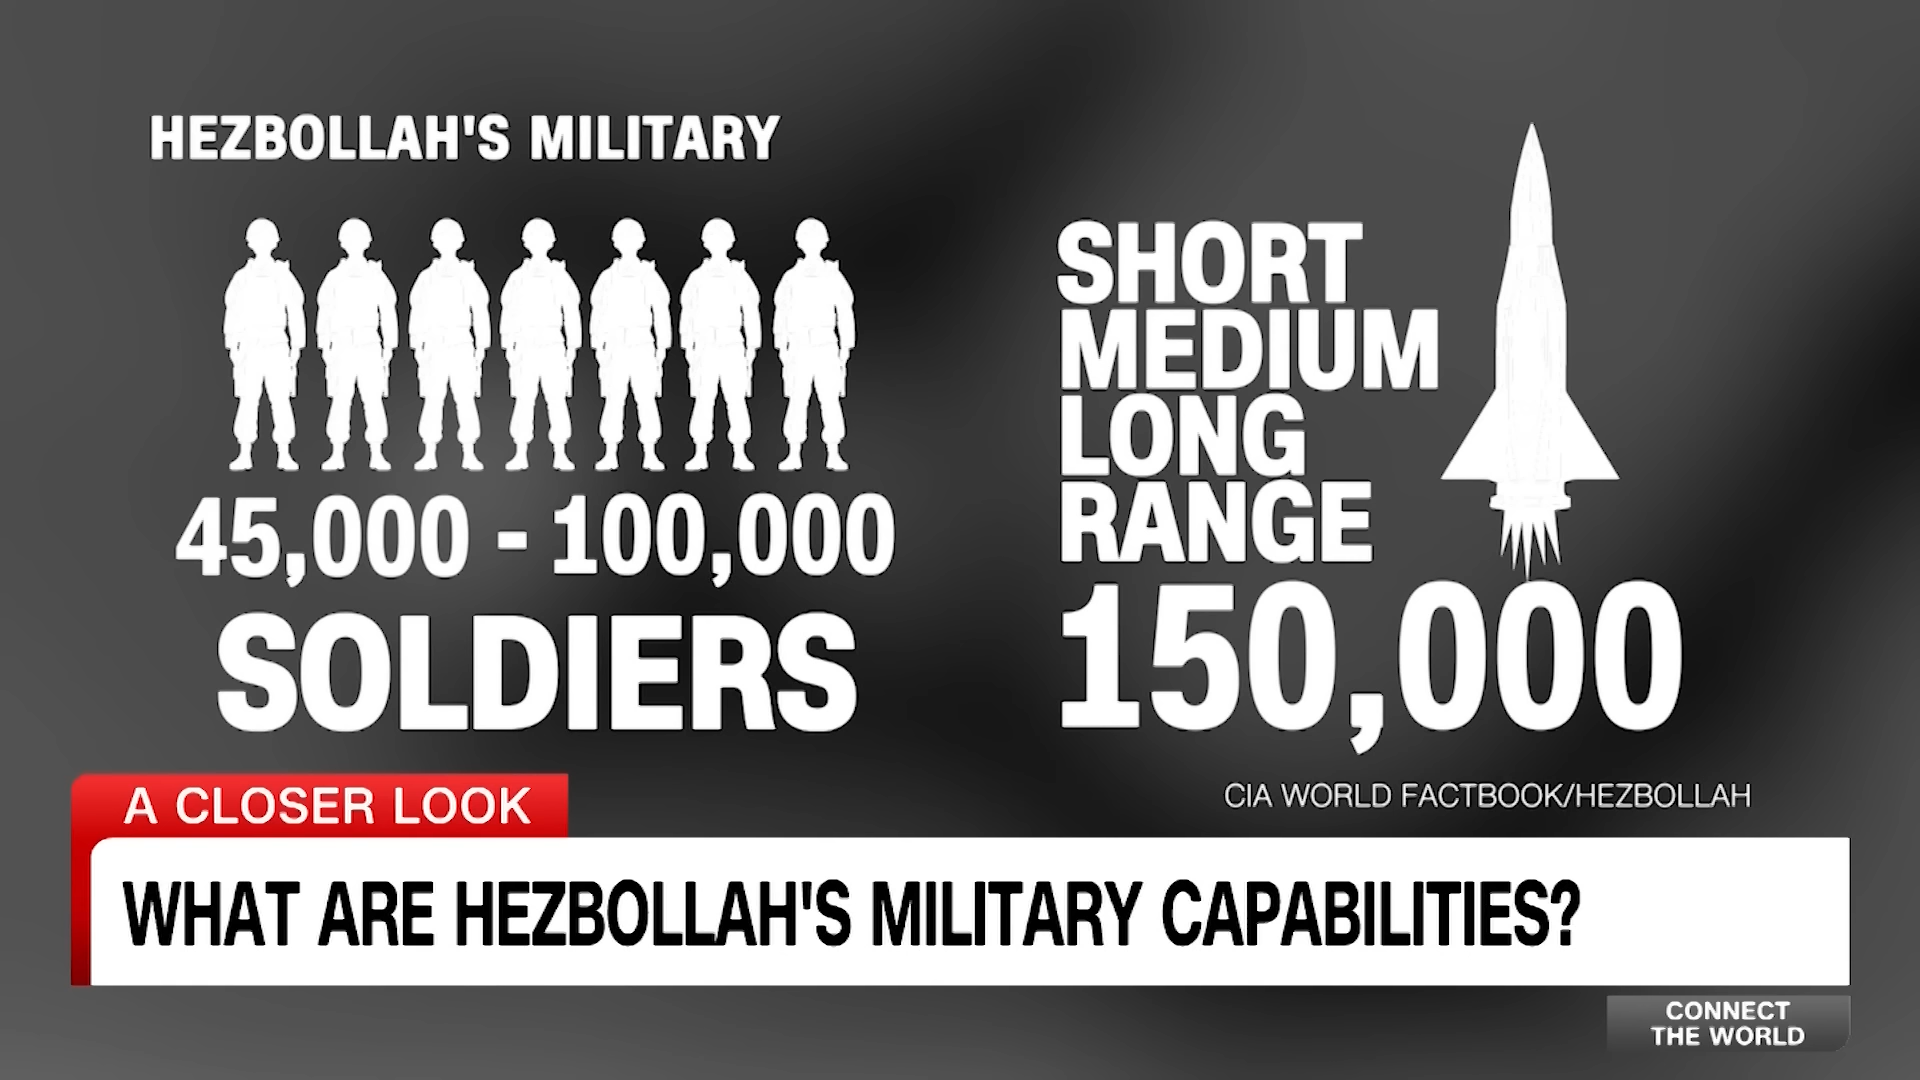 HEZBOLLAH'S MILITARY
45,000 - 100,000
SOLDIERS
SHORT
MEDIUM
LONG
RANGE
150,000
CIA WORLD FACTBOOK/HEZBOLLAH
A CLOSER LOOK
WHAT ARE HEZBOLLAH'S MILITARY CAPABILITIES?
CONNECT
THE WORLD